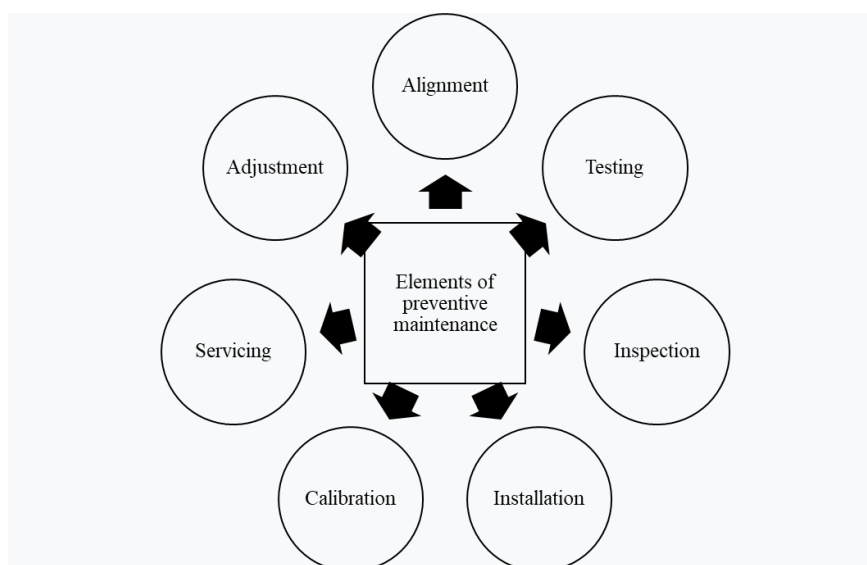 Alignment
Adjustment
Testing
Elements of
preventive
maintenance
Servicing
Inspection
Calibration
Installation